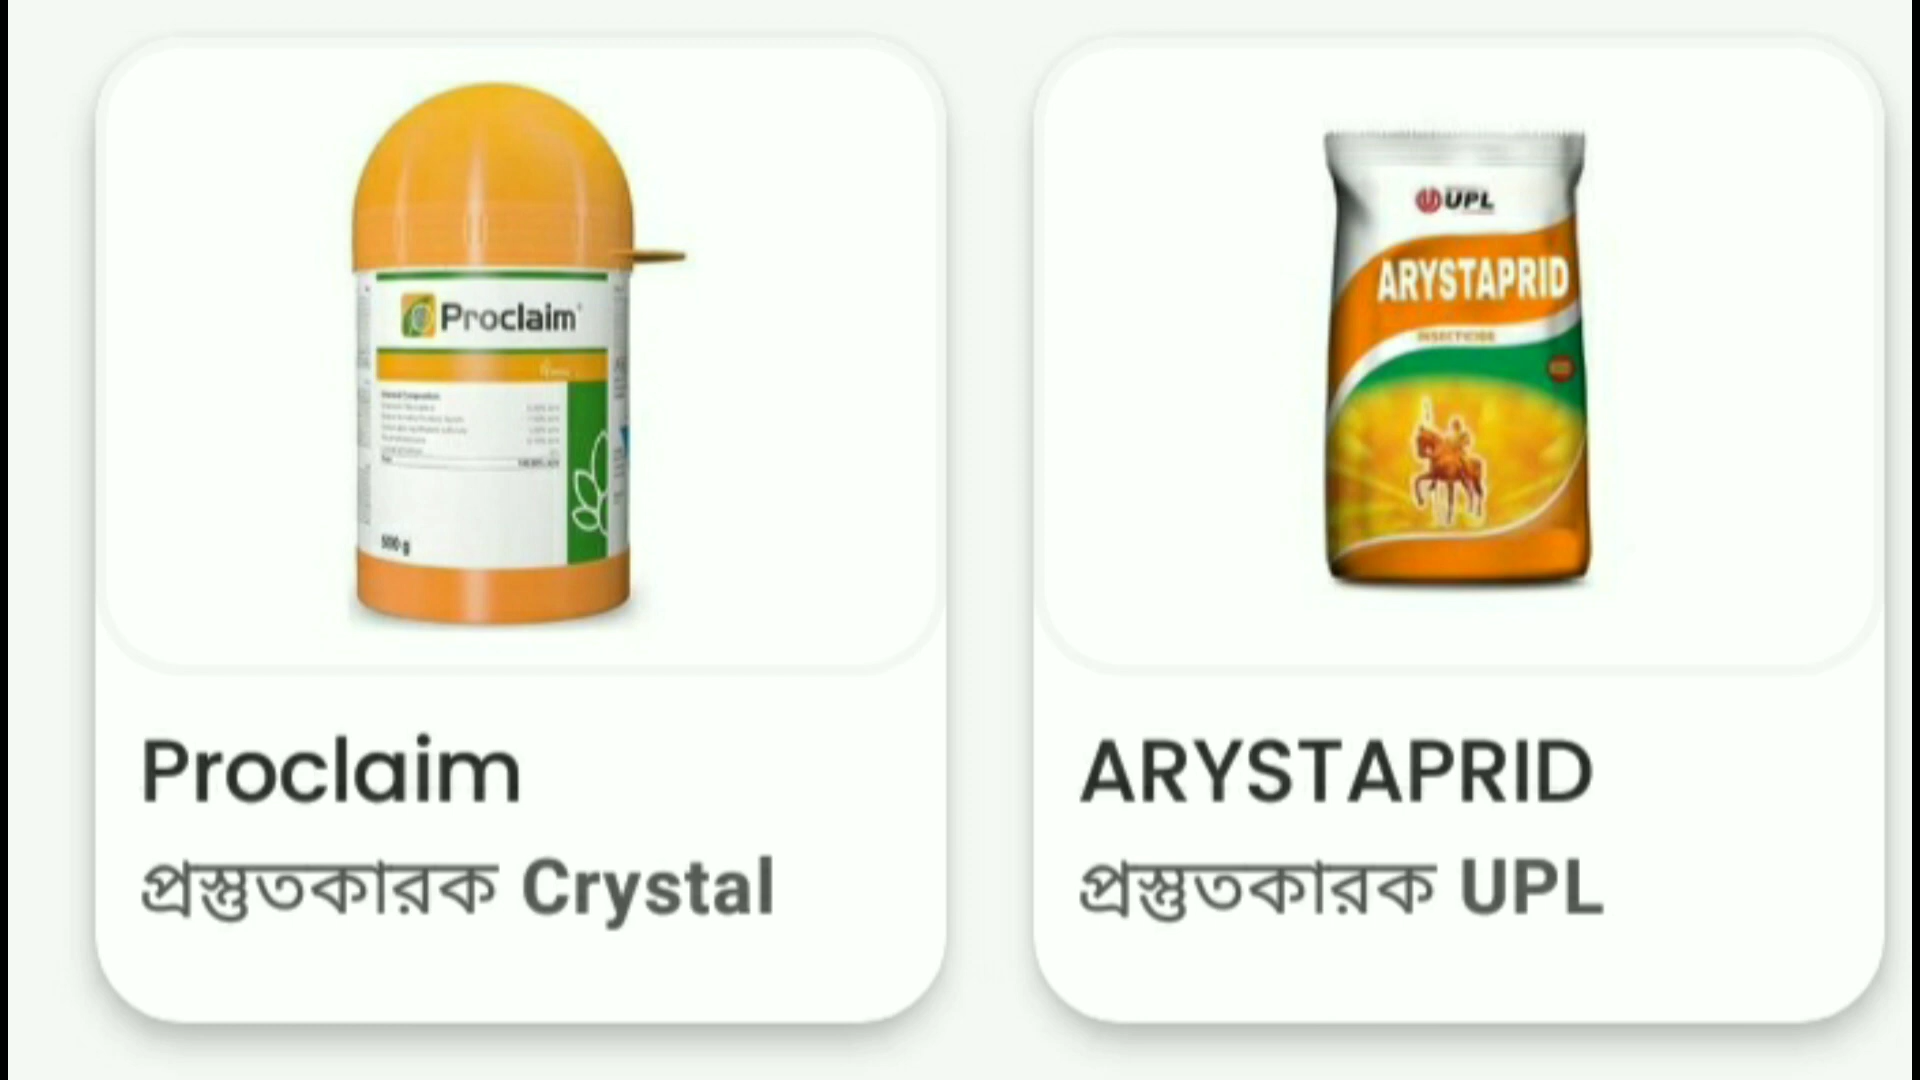 Proclaim
500 g
UPL
ARYSTAPRID
INSECTICIDE
Proclaim
প্রস্তুতকারক Crystal
ARYSTAPRID
প্রস্তুতকারক UPL